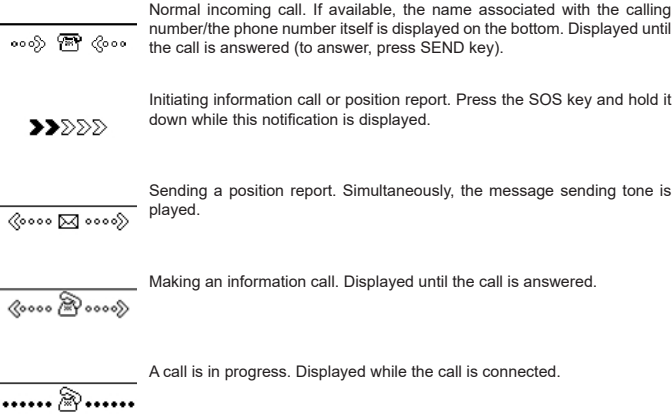 Normal incoming call. If available, the name associated with the calling
number/the phone number itself is displayed on the bottom. Displayed until
the call is answered (to answer, press SEND key).
Initiating information call or position report. Press the SOS key and hold it
down while this notification is displayed.
Sending a position report. Simultaneously, the message sending tone is
played.
Making an information call. Displayed until the call is answered.
A call is in progress. Displayed while the call is connected.